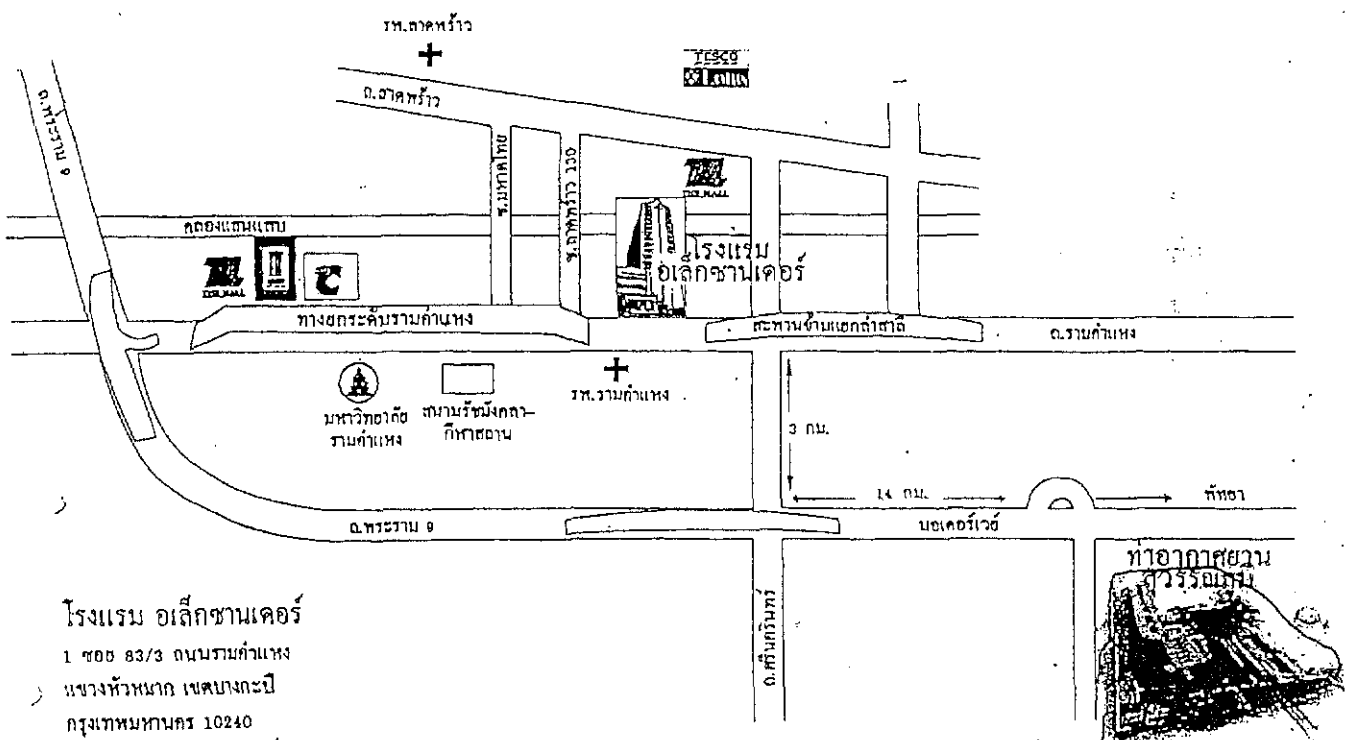 รพ.ลาดพร้าว
TESCO
Lotus
ถ.พระราม 9
ถ.ลาดพร้าว
ซ.มหาดไทย
ซ.ลาดพร้าว 130
THE MALL
คลองแสนแสบ
โรงแรม
อเล็กซานเดอร์
THE MALL
C
ทางยกระดับรามคำแหง
สะพานข้ามแยกลำสาลี
ถ.รามคำแหง
มหาวิทยาลัย
รามคำแหง
สนามรัชมังคลา-
กีฬาสถาน
รพ.รามคำแหง
3 กม.
14 กม.
พัทยา
ถ.พระราม 9
มอเตอร์เวย์
ท่าอากาศยาน
สุวรรณภูมิ
ถ.ศรีนครินทร์
โรงแรม อเล็กซานเดอร์
1 ซอย 83/3 ถนนรามคำแหง
แขวงหัวหมาก เขตบางกะปิ
กรุงเทพมหานคร 10240